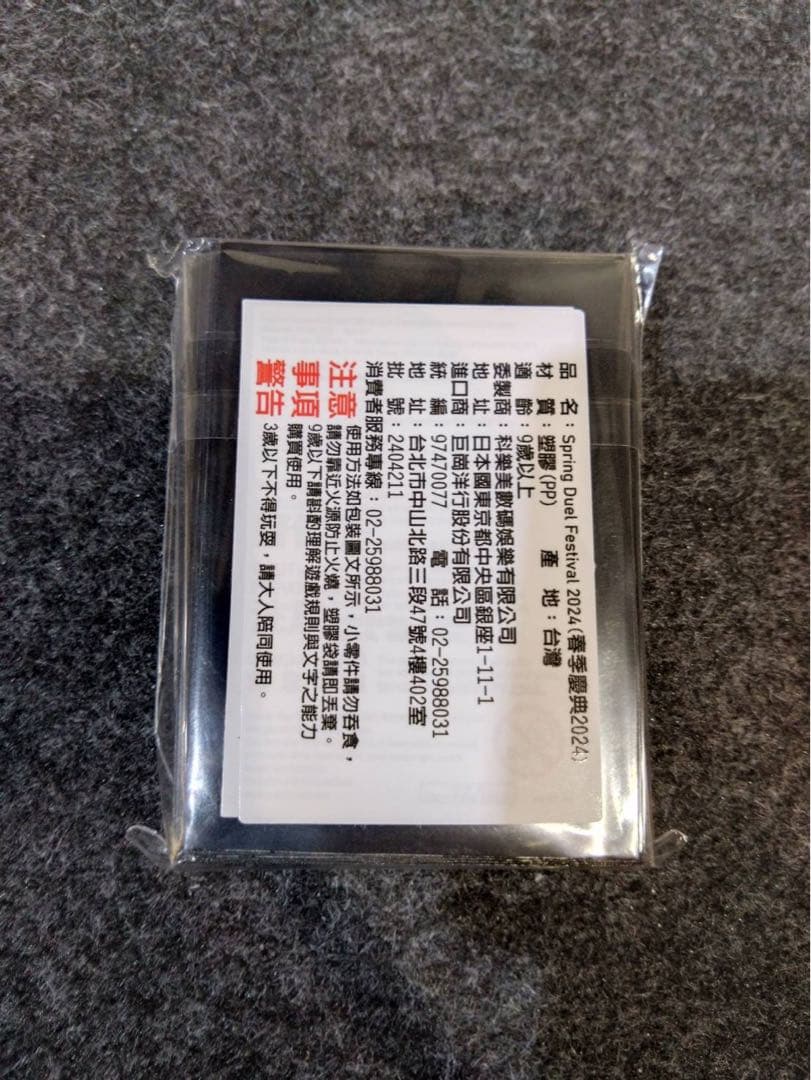 品　名：Spring Duel Festival 2024(春季慶典2024)
材　質：塑膠(PP)　產　地：台灣
適　齡：9歲以上
委製商：科樂美數碼娛樂有限公司
地　址：日本國東京都中央區銀座1-11-1
進口商：亘崗洋行股份有限公司
統　編：97470077　電　話：02-25988031
地　址：台北市中山北路三段47號4樓402室
批　號：2404211
消費者服務專線：02-25988031
注意事項
使用方法如包裝圖文所示，小零件請勿吞食，
請勿靠近火源防止火燒，塑膠袋請即丟棄。
9歲以下請斟酌理解遊戲規則與文字之能力
購買使用。
警告
3歲以下不得玩耍，請大人陪同使用。